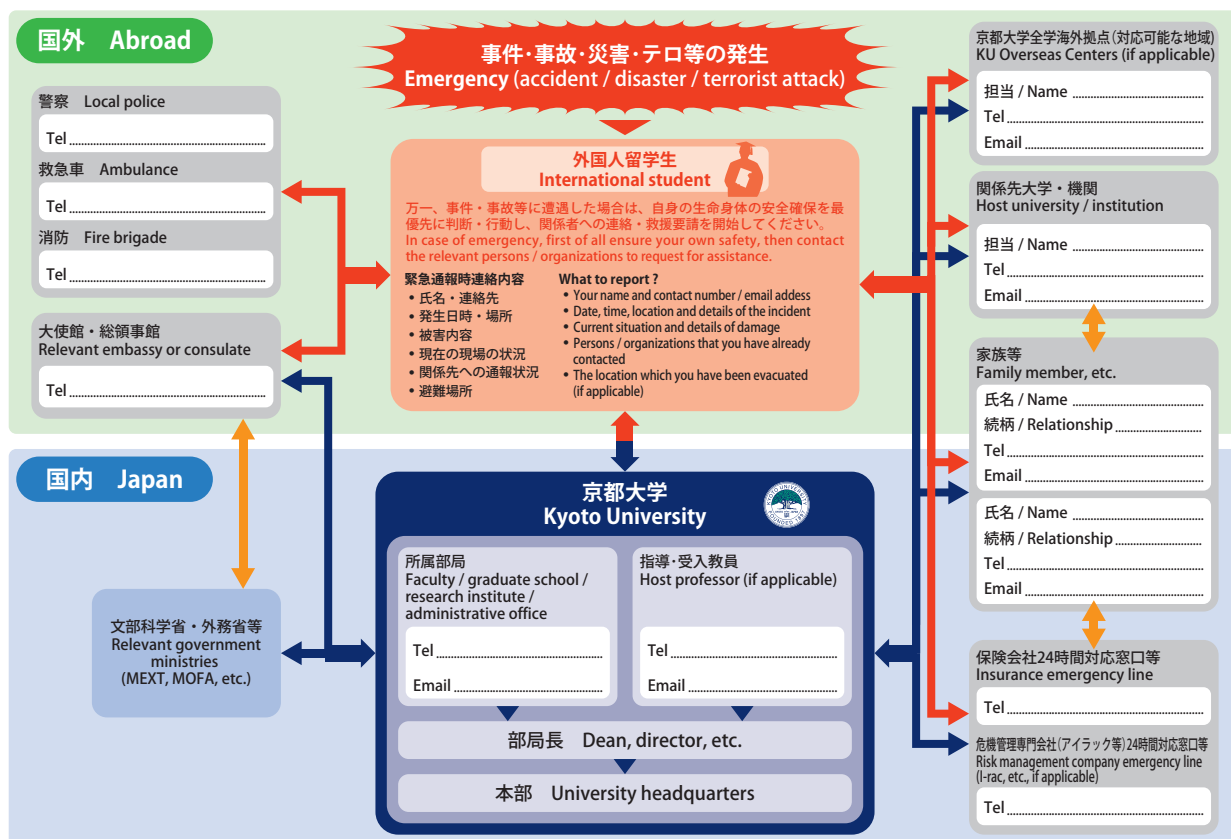 国外 Abroad
事件・事故・災害・テロ等の発生
Emergency (accident / disaster / terrorist attack)
警察 Local police
Tel
救急車 Ambulance
Tel
消防 Fire brigade
Tel
大使館・総領事館
Relevant embassy or consulate
Tel
外国人留学生
International student
万一、事件・事故等に遭遇した場合は、自身の生命身体の安全確保を最
優先に判断・行動し、関係者への連絡・救援要請を開始してください。
In case of emergency, first of all ensure your own safety, then contact
the relevant persons / organizations to request for assistance.
緊急通報時連絡内容
• 氏名・連絡先
• 発生日時・場所
• 被害内容
• 現在の現場の状況
• 関係先への通報状況
• 避難場所
What to report ?
• Your name and contact number / email addess
• Date, time, location and details of the incident
• Current situation and details of damage
• Persons / organizations that you have already
contacted
• The location which you have been evacuated
(if applicable)
京都大学全学海外拠点(対応可能な地域)
KU Overseas Centers (if applicable)
担当 / Name
Tel
Email
関係先大学・機関
Host university / institution
担当 / Name
Tel
Email
家族等
Family member, etc.
氏名 / Name
続柄 / Relationship
Tel
Email
氏名 / Name
続柄 / Relationship
Tel
Email
保険会社24時間対応窓口等
Insurance emergency line
Tel
危機管理専門会社(アイラック等)24時間対応窓口等
Risk management company emergency line
(I-rac, etc., if applicable)
Tel
国内 Japan
文部科学省・外務省等
Relevant government
ministries
(MEXT, MOFA, etc.)
京都大学
Kyoto University
KYOTO UNIVERSITY
所属部局
Faculty / graduate school /
research institute /
administrative office
Tel
Email
指導・受入教員
Host professor (if applicable)
Tel
Email
部局長 Dean, director, etc.
本部 University headquarters